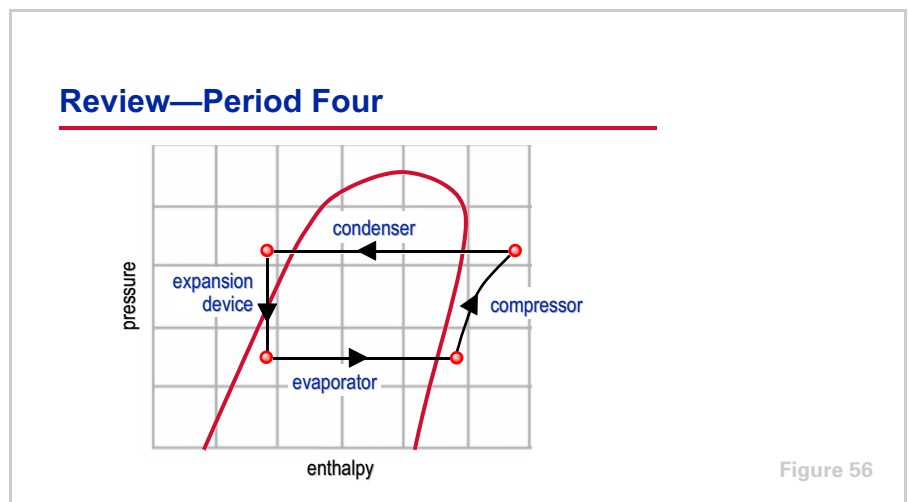 Review—Period Four
condenser
expansion
device
pressure
compressor
evaporator
enthalpy
Figure 56